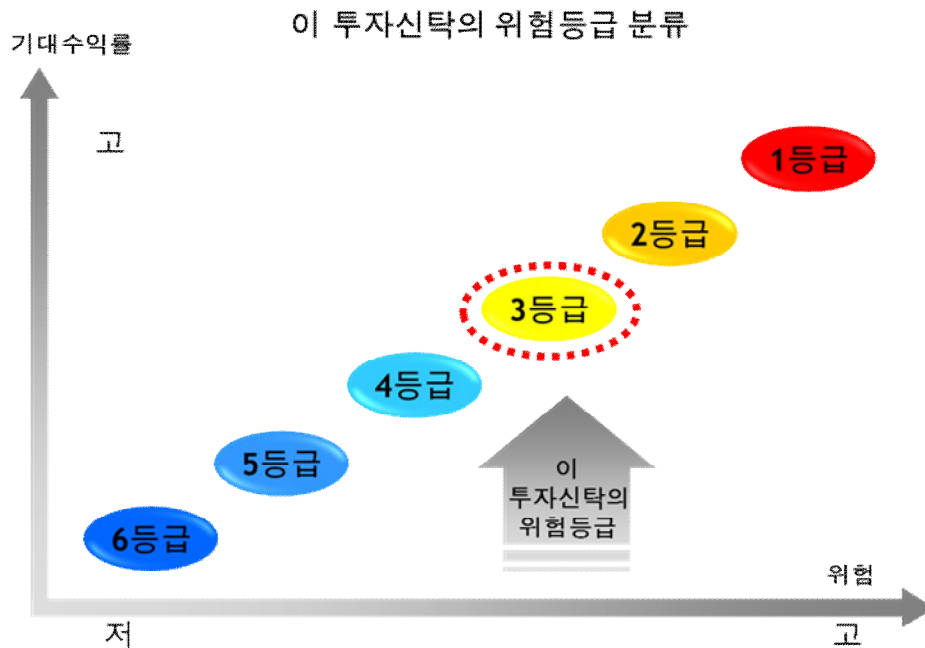 이 투자신탁의 위험등급 분류
기대수익률
고
1등급
2등급
3등급
4등급
5등급
6등급
이
투자신탁의
위험등급
위험
저
고